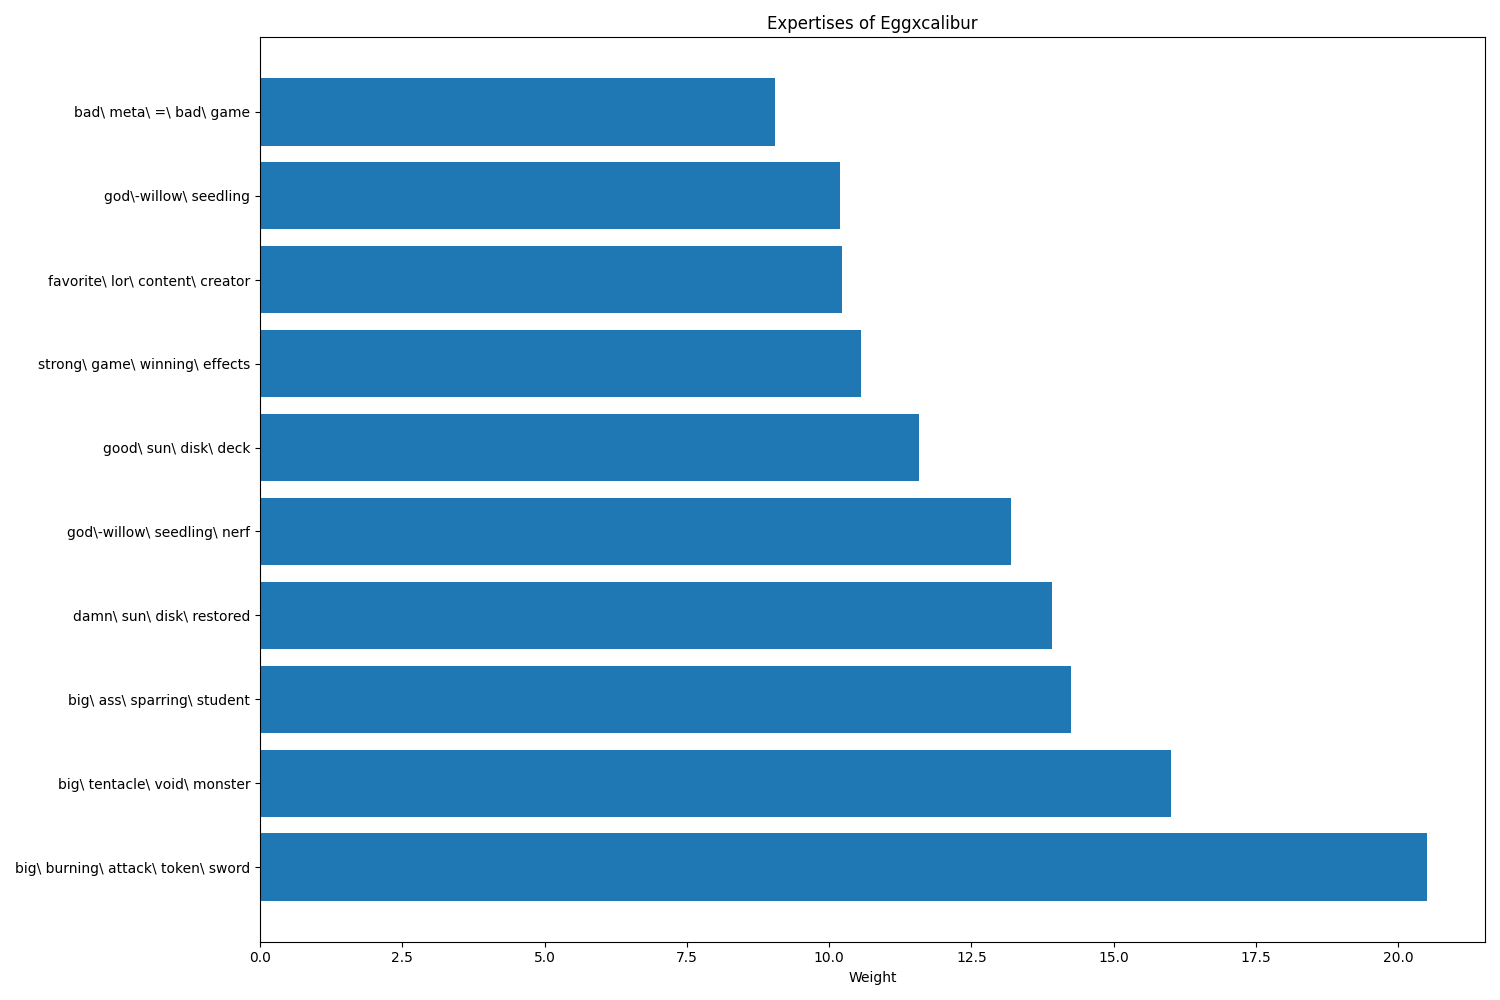 Expertises of Eggxcalibur
bad\ meta\ =\ bad\ game
god\-willow\ seedling
favorite\ lor\ content\ creator
strong\ game\ winning\ effects
good\ sun\ disk\ deck
god\-willow\ seedling\ nerf
damn\ sun\ disk\ restored
big\ ass\ sparring\ student
big\ tentacle\ void\ monster
big\ burning\ attack\ token\ sword
0.0 2.5 5.0 7.5 10.0 12.5 15.0 17.5 20.0
Weight